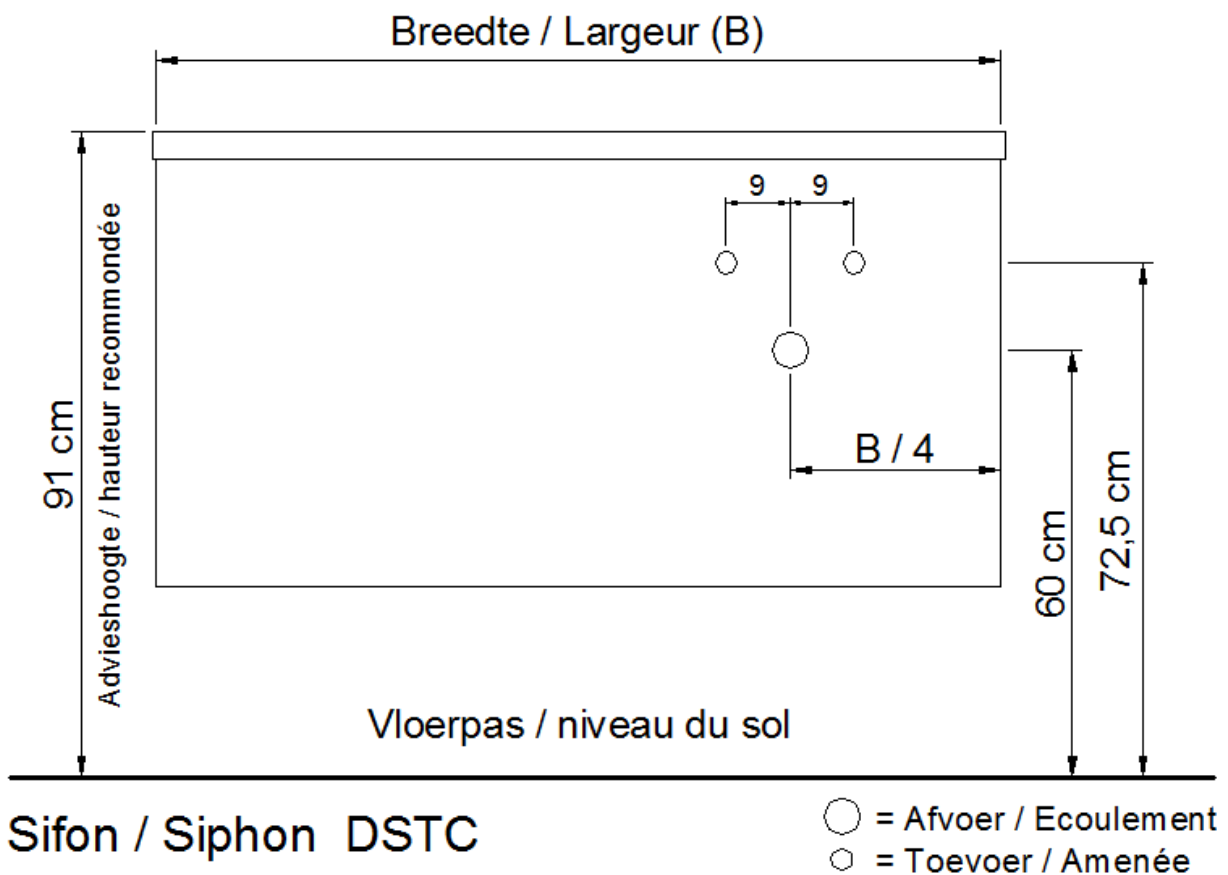 Breedte / Largeur (B)
9
9
B / 4
91 cm
Advieshoogte / hauteur recommondée
60 cm
72,5 cm
Vloerpas / niveau du sol
Sifon / Siphon DSTC
= Afvoer / Ecoulement
= Toevoer / Amenée